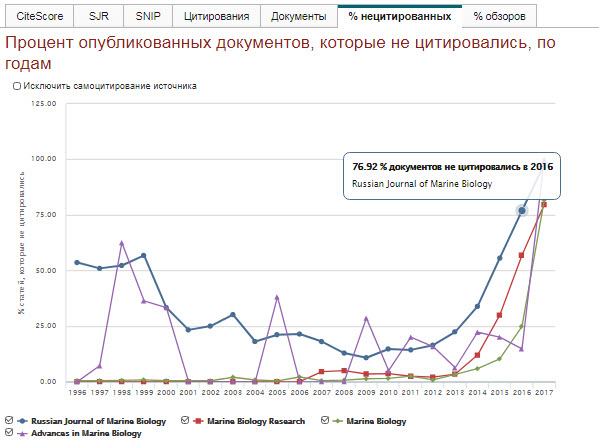 CiteScore SJR SNIP Цитирования Документы % нецитированных % обзоров
Процент опубликованных документов, которые не цитировались, по
годам
Исключить самоцитирование источника
125.00
100.00
76.92 % документов не цитировались в 2016
Russian Journal of Marine Biology
75.00
50.00
25.00
0.00
% статей, которые не цитировались
1996 1997 1998 1999 2000 2001 2002 2003 2004 2005 2006 2007 2008 2009 2010 2011 2012 2013 2014 2015 2016 2017
Russian Journal of Marine Biology Marine Biology Research Marine Biology
Advances in Marine Biology